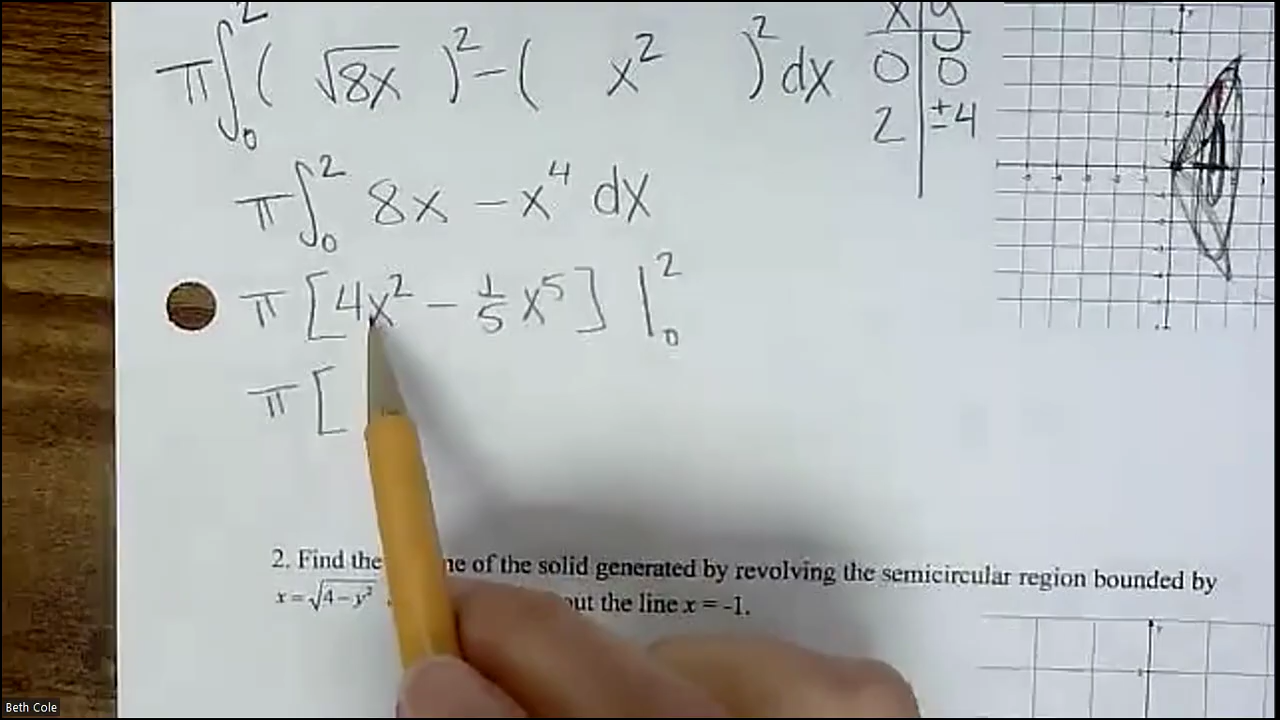 x y
π∫₀² ( √8x )² - ( x² )² dx
0 0
2 ±4
π∫₀² 8x - x⁴ dx
π [4x² - 1/5 x⁵] |₀²
π [
2. Find the of the solid generated by revolving the semicircular region bounded by
x = √4 - y² the line x = -1.
Beth Cole